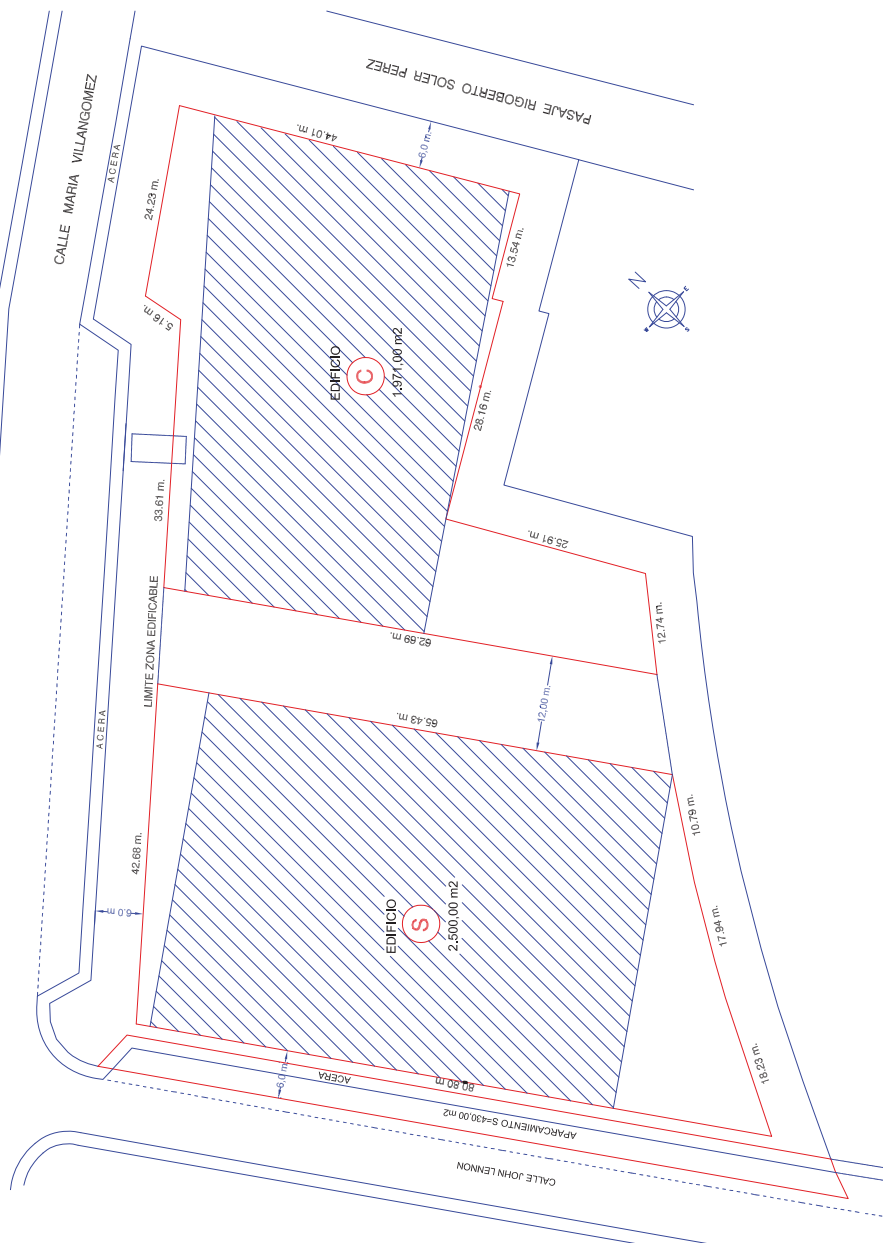 PASAJE RIGOBERTO SOLER PEREZ
CALLE MARIA VILLANGOMEZ
ACERA
44.01 m.
6,0 m.
24.23 m.
13.54 m.
N
E
S
5.16 m.
EDIFICIO
C
1.971,00 m2
28.16 m.
33.61 m.
25.91 m.
LIMITE ZONA EDIFICABLE
12.74 m.
62.69 m.
ACERA
12,00 m.
65.43 m.
42.68 m.
10.79 m.
6,0 m
EDIFICIO
S
2.500,00 m2
17.94 m.
18.23 m.
6,0 m.
ACERA
80.80 m
APARCAMIENTO S=430,00 m2
CALLE JOHN LENNON